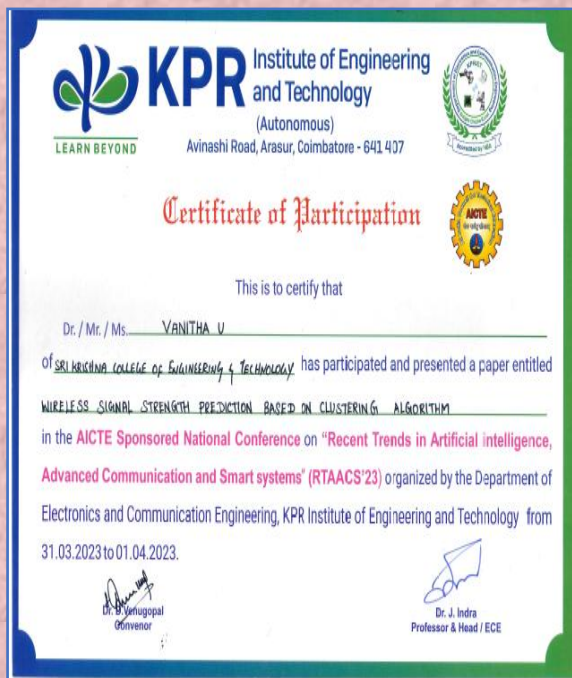 KPR Institute of Engineering
and Technology
(Autonomous)
LEARN BEYOND
Avinashi Road, Arasur, Coimbatore - 641 407
Certificate of Participation
AICTE
This is to certify that
Dr. / Mr. / Ms. VANITHA U
of SRI KRISHNA COLLEGE OF ENGINEERING & TECHNOLOGY has participated and presented a paper entitled
WIRELESS SIGNAL STRENGTH PREDICTION BASED ON CLUSTERING ALGORITHM
in the AICTE Sponsored National Conference on "Recent Trends in Artificial Intelligence,
Advanced Communication and Smart systems" (RTAACS'23) organized by the Department of
Electronics and Communication Engineering, KPR Institute of Engineering and Technology from
31.03.2023 to 01.04.2023.
Venugopal
Convenor
Dr. J. Indra
Professor & Head / ECE